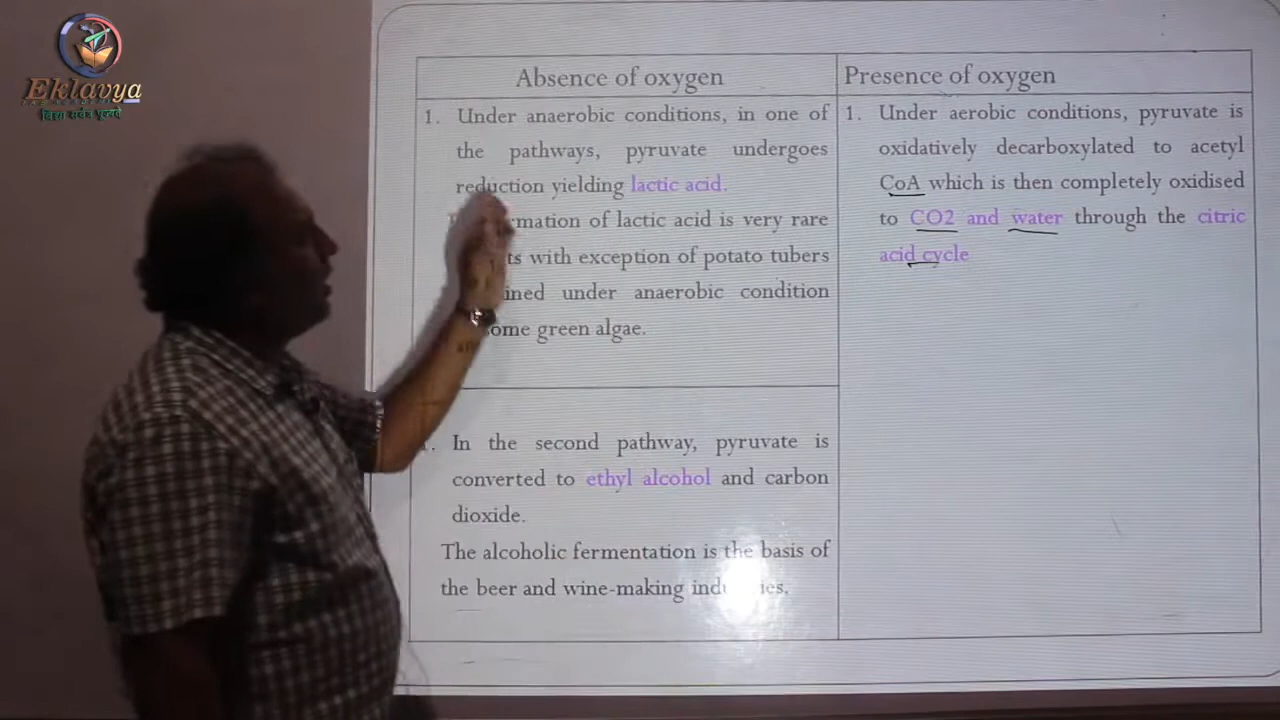 Eklavya
Absence of oxygen
1. Under anaerobic conditions, in one of
the pathways, pyruvate undergoes
reduction yielding lactic acid.
of lactic acid is very rare
with exception of potato tubers
under anaerobic condition
some green algae.
In the second pathway, pyruvate is
converted to ethyl alcohol and carbon
dioxide.
The alcoholic fermentation is the basis of
the beer and wine-making
Presence of oxygen
1. Under aerobic conditions, pyruvate is
oxidatively decarboxylated to acetyl
CoA which is then completely oxidised
to CO2 and water through the citric
acid cycle